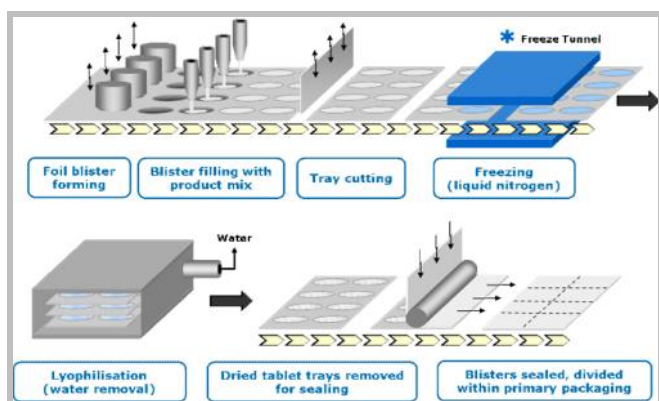 Freeze Tunnel
Foil blister
forming
Blister filling with
product mix
Tray cutting
Freezing
(liquid nitrogen)
Water
Lyophilisation
(water removal)
Dried tablet trays removed
for sealing
Blisters sealed, divided
within primary packaging